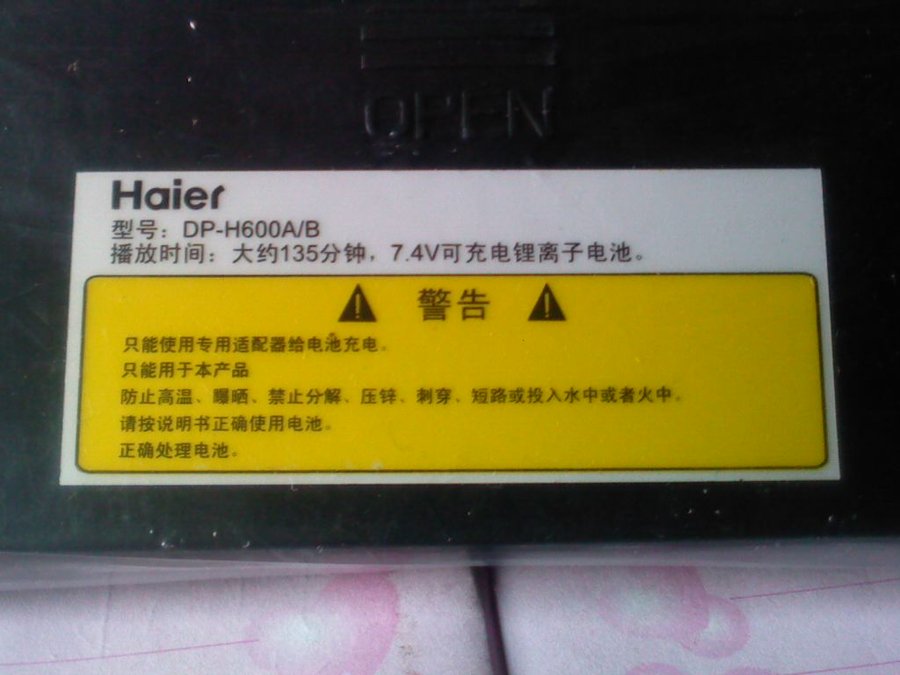 OPEN
Haier
型号：DP-H600A/B
播放时间：大约135分钟，7.4V可充电锂离子电池。
警告
只能使用专用适配器给电池充电。
只能用于本产品
防止高温、曝晒、禁止分解、压锌、刺穿、短路或投入水中或者火中。
请按说明书正确使用电池。
正确处理电池。